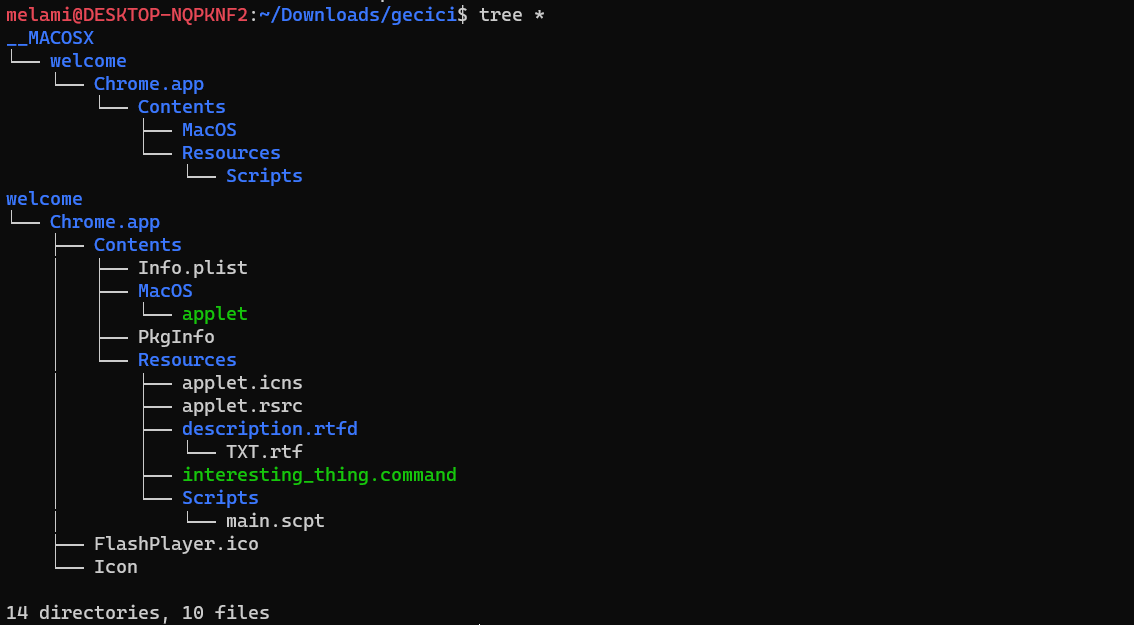 melami@DESKTOP-NQPKNF2:~/Downloads/gecici$ tree *
__MACOSX
└── welcome
    └── Chrome.app
        └── Contents
            ├── MacOS
            └── Resources
                └── Scripts
welcome
└── Chrome.app
    ├── Contents
    │   ├── Info.plist
    │   ├── MacOS
    │   │   └── applet
    │   ├── PkgInfo
    │   └── Resources
    │       ├── applet.icns
    │       ├── applet.rsrc
    │       ├── description.rtfd
    │       │   └── TXT.rtf
    │       ├── interesting_thing.command
    │       └── Scripts
    │           └── main.scpt
    ├── FlashPlayer.ico
    └── Icon
14 directories, 10 files